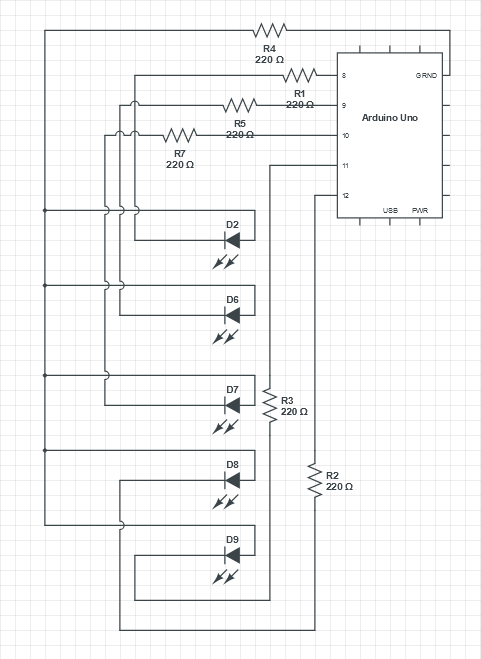 R4
220 Ω
8
GRND
R1
220 Ω
9
R5
220 Ω
Arduino Uno
10
R7
220 Ω
11
12
USB
PWR
D2
D6
D7
R3
220 Ω
D8
R2
220 Ω
D9